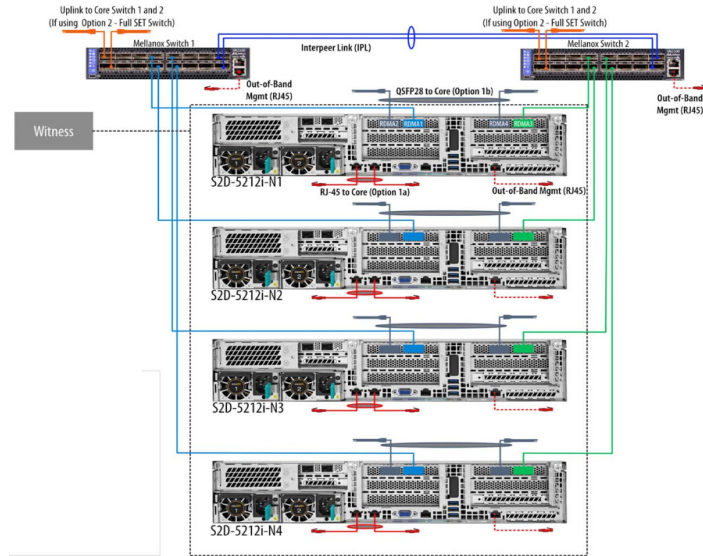 Uplink to Core Switch 1 and 2
(If using Option 2 - Full SET Switch)
Mellanox Switch 1
Interpeer Link (IPL)
Uplink to Core Switch 1 and 2
(If using Option 2- Full SET Switch)
Mellanox Switch 2
Out-of-Band
Mgmt (RJ45)
QSFP28 to Core (Option 1b)
Out-of-Band
Mgmt (RJ45)
Witness
RDMA2
RDMA1
RDMA4
RDMA3
S2D-5212i-N1
RJ-45 to Core (Option 1a)
Out-of-Band Mgmt (RJ45)
S2D-5212i-N2
S2D-5212i-N3
S2D-5212i-N4